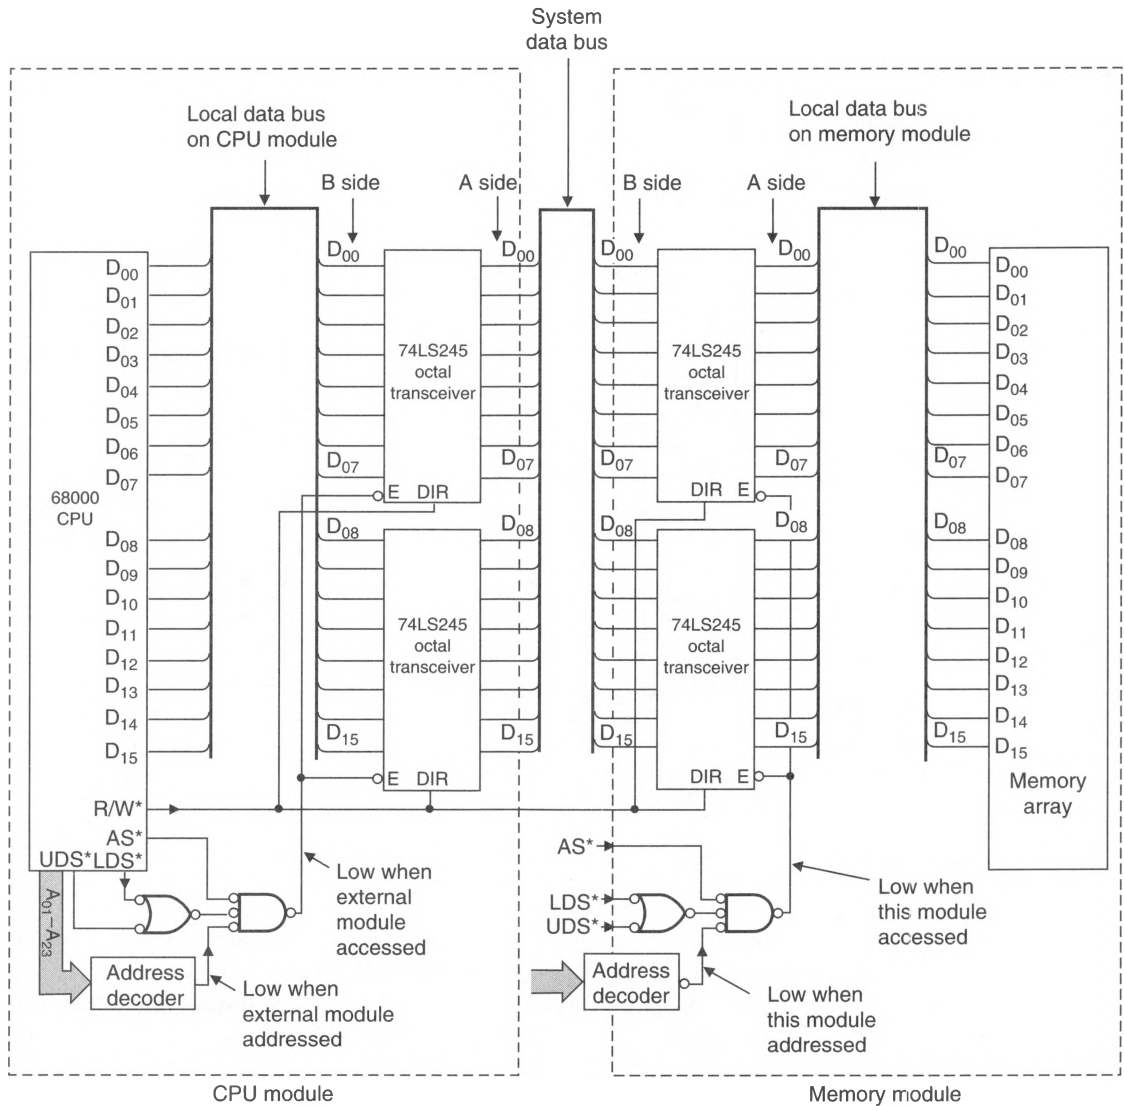 System
data bus
Local data bus
on CPU module
Local data bus
on memory module
B side
A side
B side
A side
D00
D00
D00
D00
D00
D00
D00
D01
D01
D02
D02
D03
74LS245
octal
transceiver
74LS245
octal
transceiver
D03
D04
D04
D05
D05
D06
D06
D07
D07
D07
D07
D07
D07
D07
68000
CPU
E
DIR
DIR
E
D08
D08
D08
D08
D08
D08
D08
D09
D09
D10
D10
D11
74LS245
octal
transceiver
74LS245
octal
transceiver
D11
D12
D12
D13
D13
D14
D14
D15
D15
D15
D15
D15
D15
D15
E
DIR
DIR
E
Memory
array
R/W*
AS*
UDS*
LDS*
A01–A23
Low when
external
module
accessed
AS*
LDS*
UDS*
Low when
this module
accessed
Address
decoder
Low when
external module
addressed
Address
decoder
Low when
this module
addressed
CPU module
Memory module